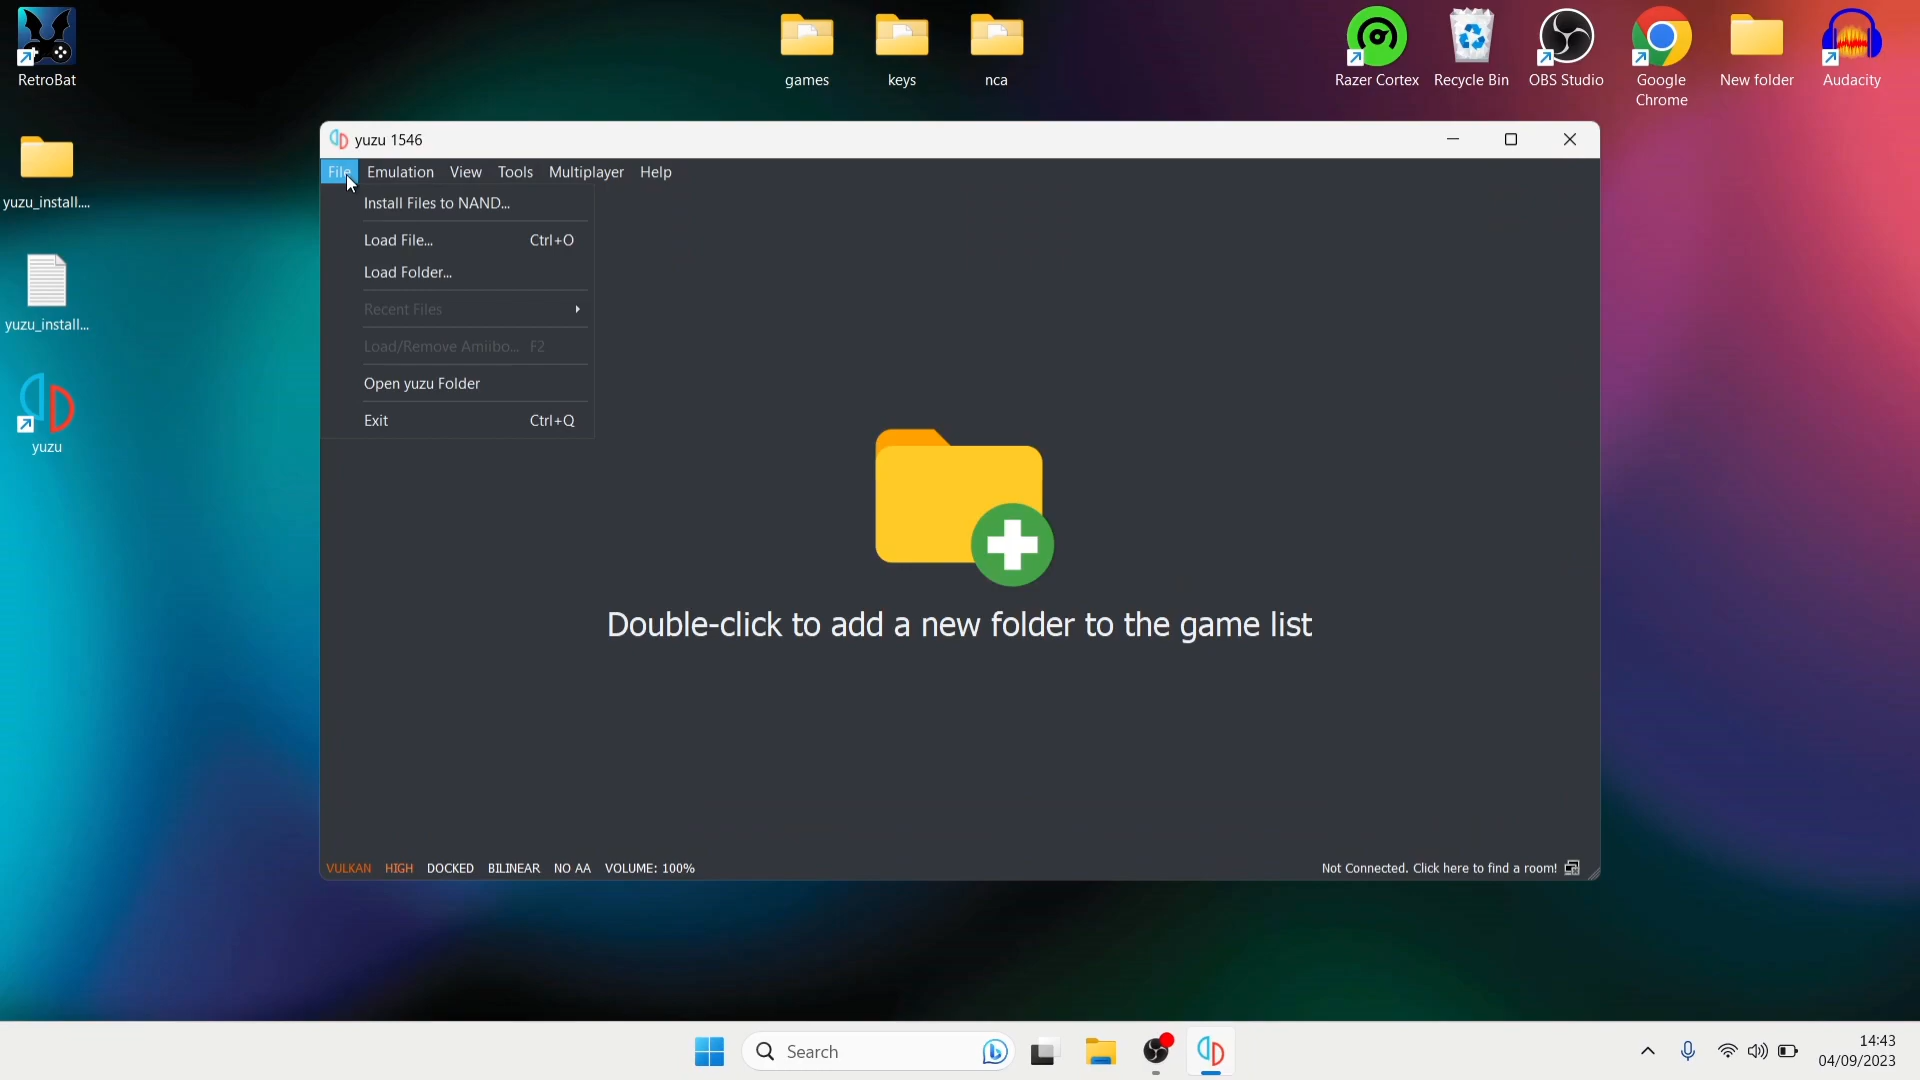 RetroBat
games
keys
nca
Razer Cortex
Recycle Bin
OBS Studio
Google
Chrome
New folder
Audacity
yuzu_install....
yuzu_install...
yuzu
yuzu 1546
File Emulation View Tools Multiplayer Help
Install Files to NAND...
Load File... Ctrl+O
Load Folder...
Recent Files
Load/Remove Amiibo... F2
Open yuzu Folder
Exit Ctrl+Q
Double-click to add a new folder to the game list
VULKAN HIGH DOCKED BILINEAR NO AA VOLUME: 100%
Not Connected. Click here to find a room!
Search
14:43
04/09/2023